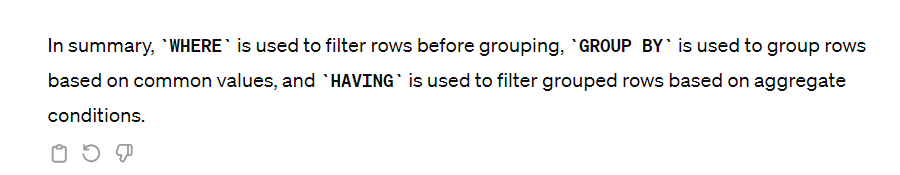 In summary, `WHERE` is used to filter rows before grouping, `GROUP BY` is used to group rows
based on common values, and `HAVING` is used to filter grouped rows based on aggregate
conditions.